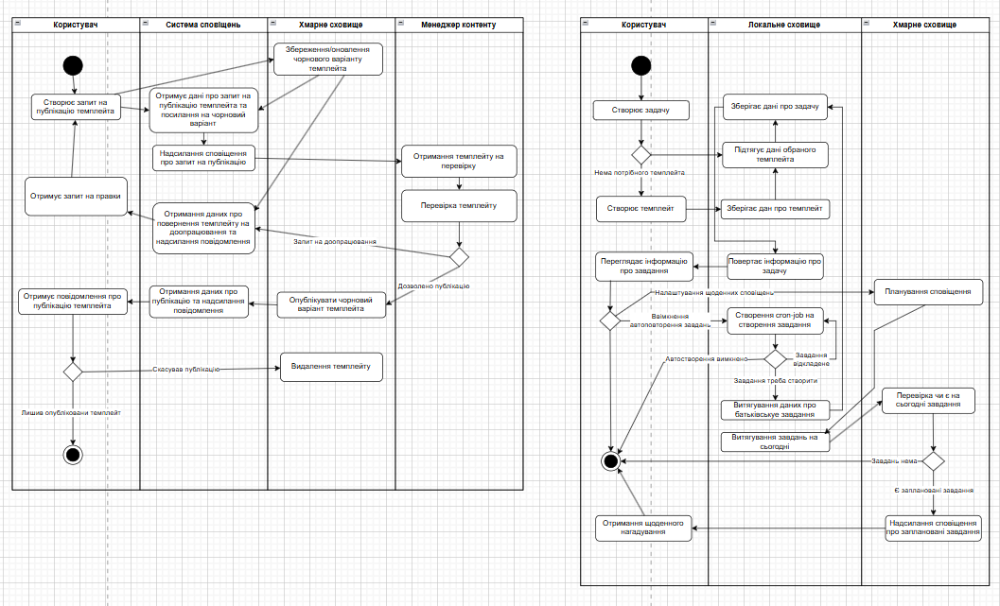 Користувач
Система сповіщень
Хмарне сховище
Менеджер контенту
Збереження/оновлення
чорнового варіанту
темплейта
Створює запит на
публікацію темплейта
Отримує дані про запит на
публікацію темплейта та
посилання на чорновий
варіант
Надсилання сповіщення
про запит на публікацію
Отримання темплейту на
перевірку
Отримує запит на правки
Перевірка темплейту
Отримання даних про
повернення темплейту на
доопрацювання та
надсилання повідомлення
Запит на доопрацювання
Дозволено публікацію
Отримує повідомлення про
публікацію темплейта
Отримання даних про
публікацію та надсилання
повідомлення
Опублікувати чорновий
варіант темплейта
Скасував публікацію
Видалення темплейту
Лишив опубліковани темплейт
Користувач
Локальне сховище
Хмарне сховище
Створює задачу
Зберігає дані про задачу
Підтягує дані обраного
темплейта
Нема потрібного темплейта
Створює темплейт
Зберігає дан про темплейт
Переглядає інформацію
про завдання
Повертає інформацію про
задачу
Налаштування щоденних сповіщень
Планування сповіщення
Ввімкнення
автоповторення завдань
Створення cron-job на
створення завдання
Автостворення вимкнено
Завдання
відкладене
Завдання треба створити
Витягування даних про
батьківськуе завдання
Перевірка чи є на
сьогодні завдання
Витягування завдань на
сьогодні
Завдань нема
Є заплановані завдання
Отримання щоденного
нагадування
Надсилання сповіщення
про заплановані завдання